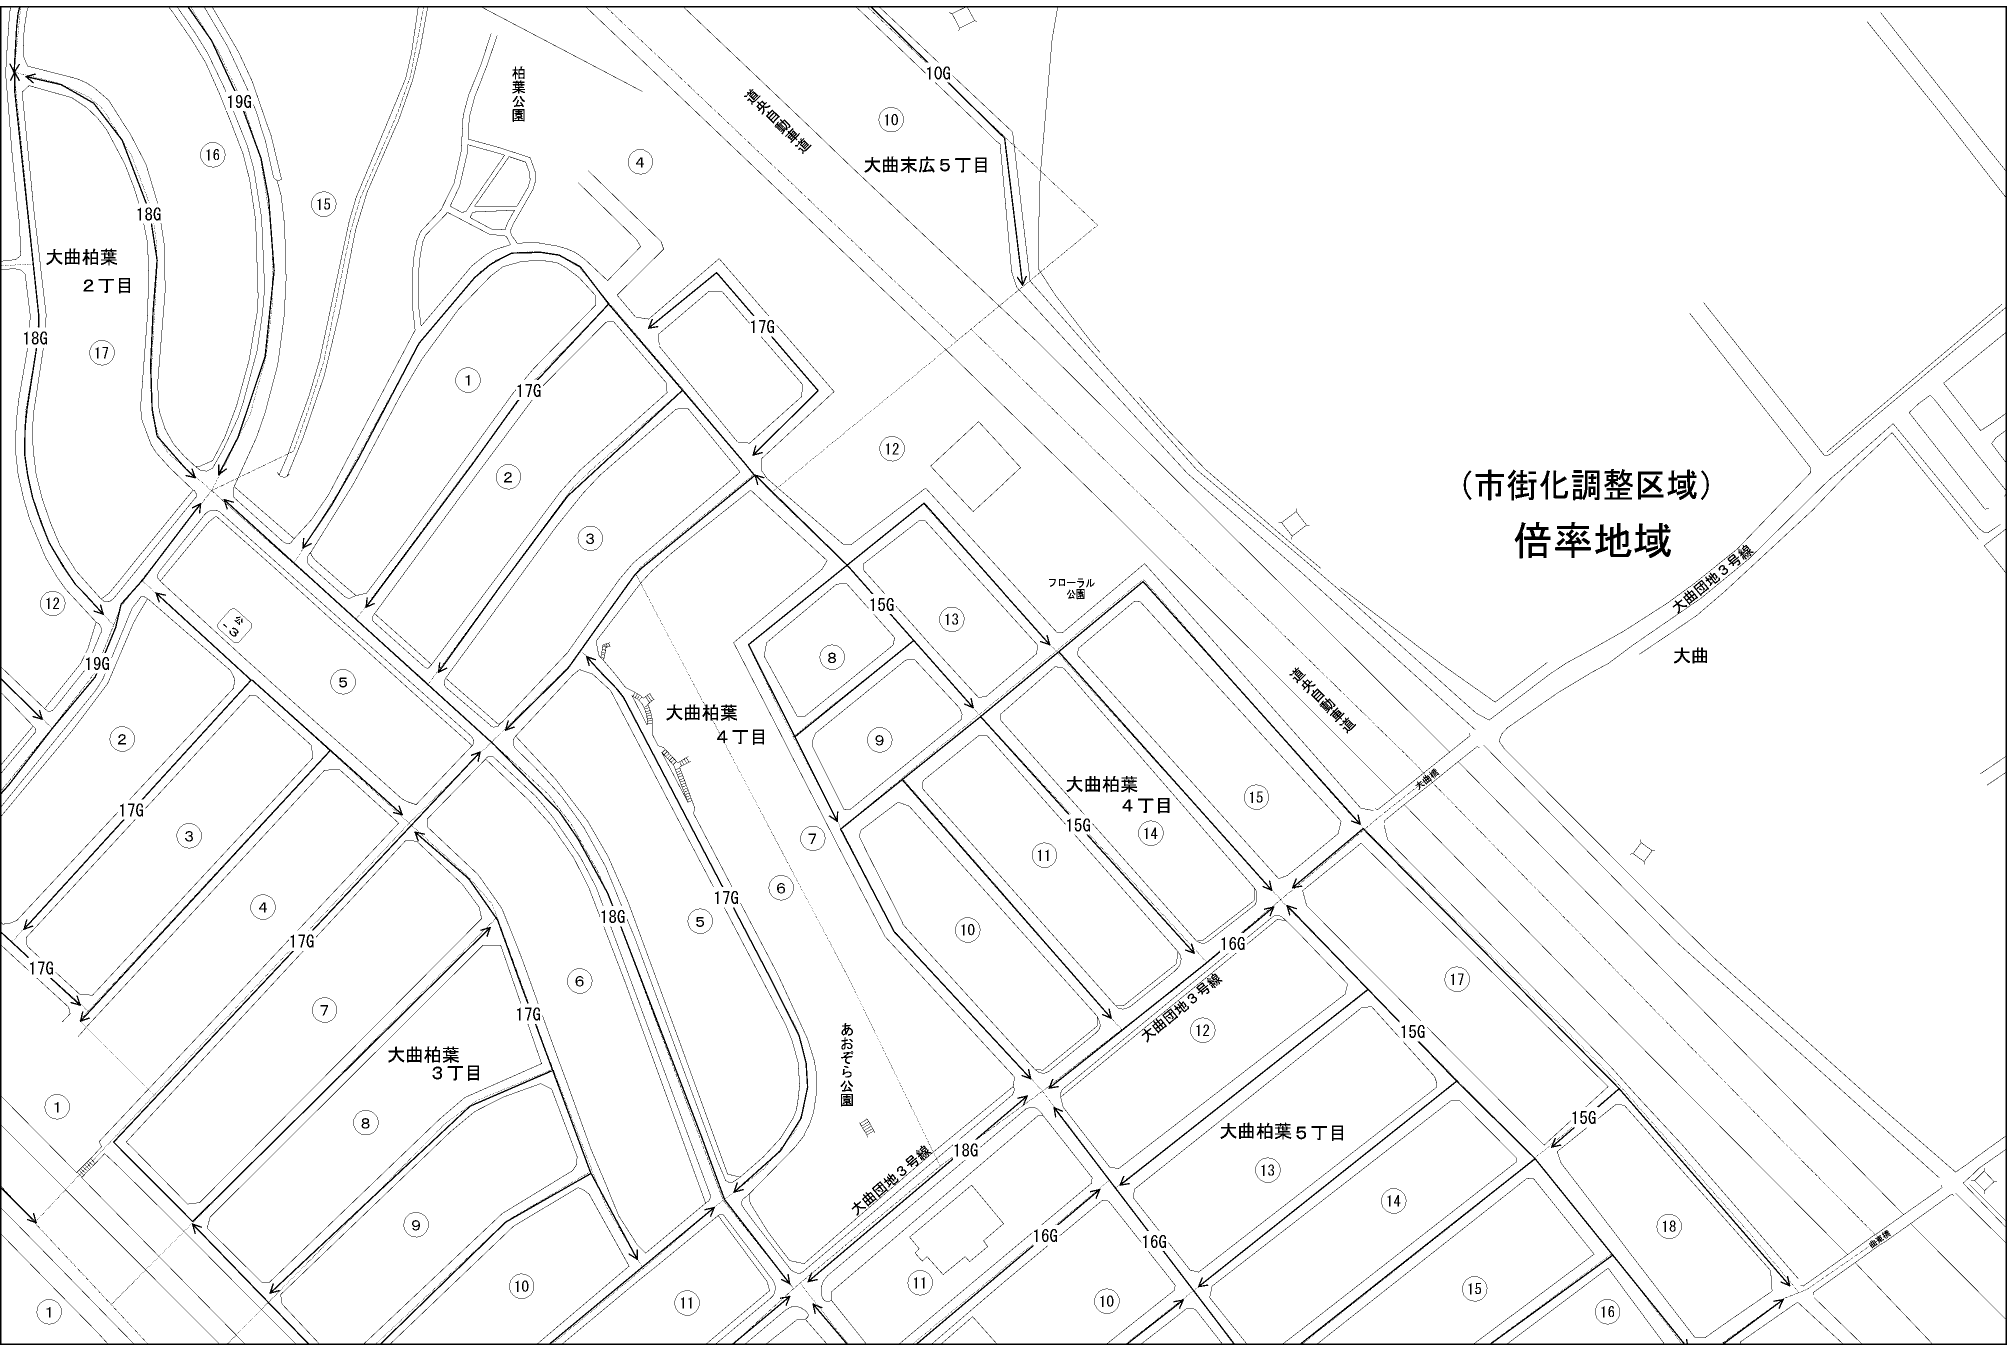 10G
19G
柏葉公園
道央自動車道
⑩
⑯
④
大曲末広５丁目
⑮
18G
大曲柏葉
２丁目
18G
⑰
17G
①
17G
⑫
②
（市街化調整区域）
倍率地域
③
大曲団地３号線
フローラル
公園
⑫
15G
⑬
公
-3
大曲
⑧
19G
⑤
道央自動車道
大曲柏葉
４丁目
②
⑨
大曲橋
大曲柏葉
４丁目
⑮
17G
③
15G
⑭
⑦
⑪
⑥
17G
④
18G
⑤
⑩
17G
16G
17G
⑥
⑰
大曲団地３号線
⑦
17G
⑫
15G
あおぞら公園
大曲柏葉
３丁目
①
15G
⑧
大曲柏葉５丁目
18G
大曲団地３号線
⑬
⑭
⑨
16G
16G
⑱
曲東橋
⑩
⑪
⑮
⑪
⑩
①
⑯